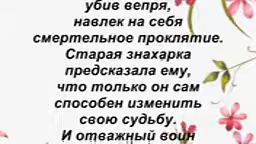 убив вепря,
навлек на себя
смертельное проклятие.
Старая знахарка
предсказала ему,
что только он сам
способен изменить
свою судьбу.
И отважный воин